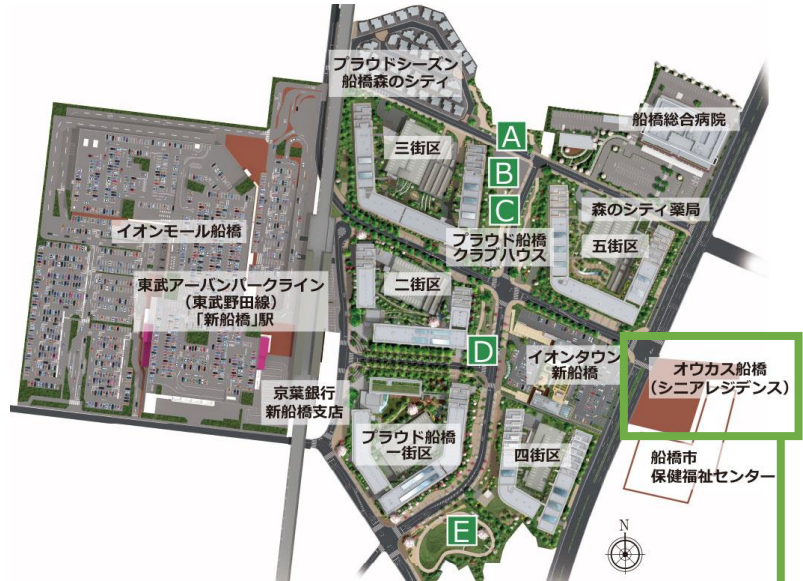 プラウドシーズン
船橋森のシティ
船橋総合病院
A
三街区
B
C
森のシティ薬局
五街区
イオンモール船橋
プラウド船橋
クラブハウス
東武アーバンパークライン
（東武野田線）
「新船橋」駅
二街区
D
イオンタウン
新船橋
オウカス船橋
（シニアレジデンス）
京葉銀行
新船橋支店
プラウド船橋
一街区
四街区
船橋市
保健福祉センター
E
N